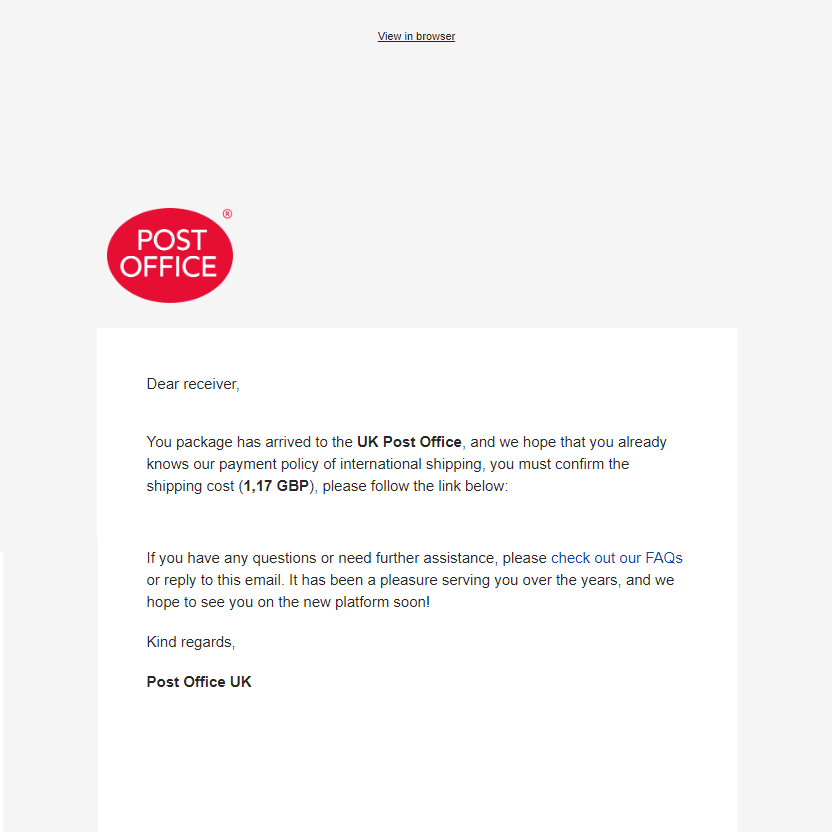 View in browser
POST
OFFICE
®
Dear receiver,
You package has arrived to the UK Post Office, and we hope that you already
knows our payment policy of international shipping, you must confirm the
shipping cost (1,17 GBP), please follow the link below:
If you have any questions or need further assistance, please check out our FAQs
or reply to this email. It has been a pleasure serving you over the years, and we
hope to see you on the new platform soon!
Kind regards,
Post Office UK